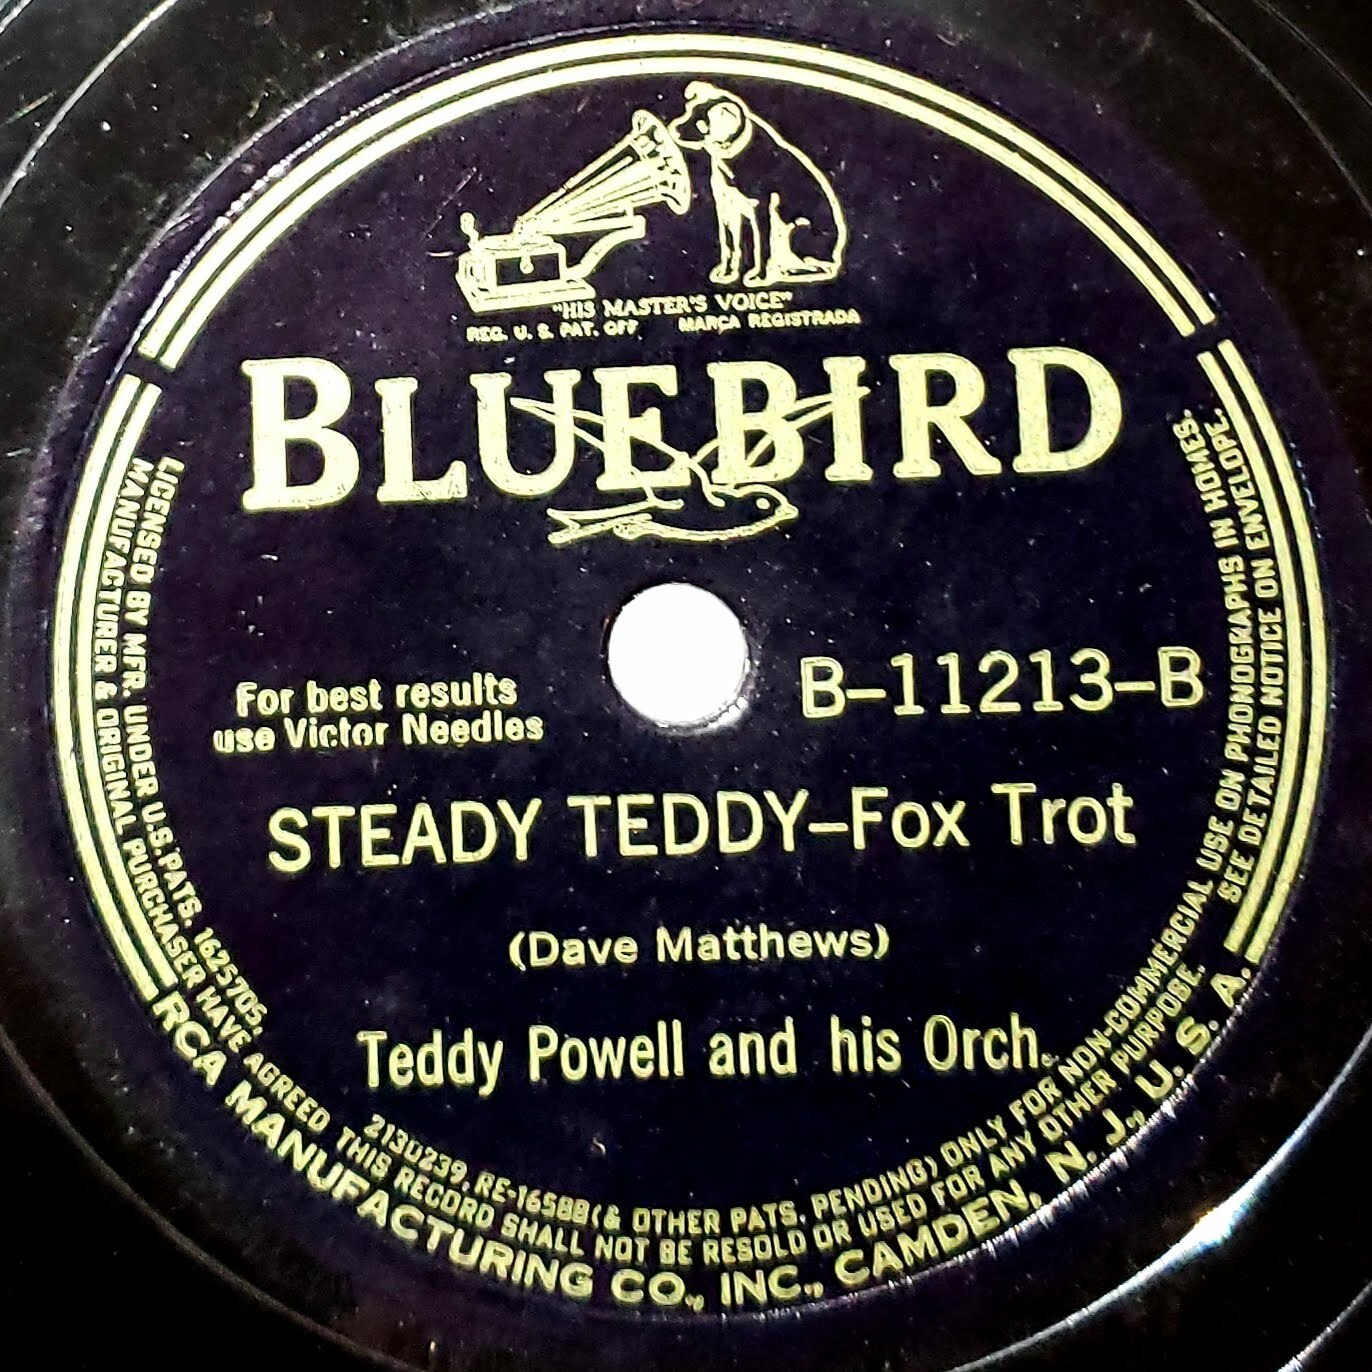 "HIS MASTER'S VOICE"
REG. U. S. PAT. OFF MARCA REGISTRADA
BLUEBIRD
For best results
use Victor Needles
B-11213-B
STEADY TEDDY-Fox Trot
(Dave Matthews)
Teddy Powell and his Orch.
LICENSED BY MFR. UNDER U.S. PATS. 1625705, 2130239, RE-16588 (& OTHER PATS. PENDING) ONLY FOR NON-COMMERCIAL USE ON PHONOGRAPHS IN HOMES.
MANUFACTURER & ORIGINAL PURCHASER HAVE AGREED THIS RECORD SHALL NOT BE RESOLD OR USED FOR ANY OTHER PURPOSE. SEE DETAILED NOTICE ON ENVELOPE.
RCA MANUFACTURING CO., INC., CAMDEN, N. J., U. S. A.